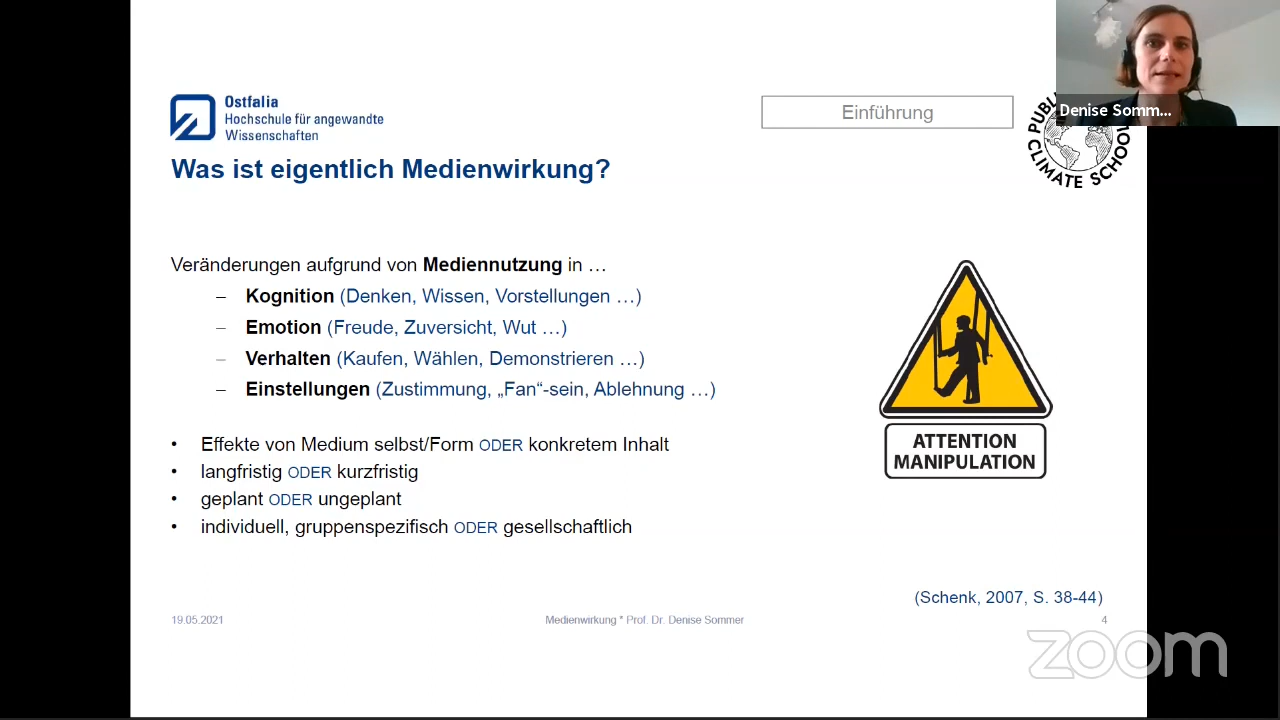 Ostfalia
Hochschule für angewandte
Wissenschaften
Einführung
Denise Somm...
PUBLI
CLIMATE SCHOOL
Was ist eigentlich Medienwirkung?
Veränderungen aufgrund von Mediennutzung in …
– Kognition (Denken, Wissen, Vorstellungen …)
– Emotion (Freude, Zuversicht, Wut …)
– Verhalten (Kaufen, Wählen, Demonstrieren …)
– Einstellungen (Zustimmung, „Fan“-sein, Ablehnung …)
• Effekte von Medium selbst/Form ODER konkretem Inhalt
• langfristig ODER kurzfristig
• geplant ODER ungeplant
• individuell, gruppenspezifisch ODER gesellschaftlich
ATTENTION
MANIPULATION
(Schenk, 2007, S. 38-44)
19.05.2021
Medienwirkung * Prof. Dr. Denise Sommer
4
zoom